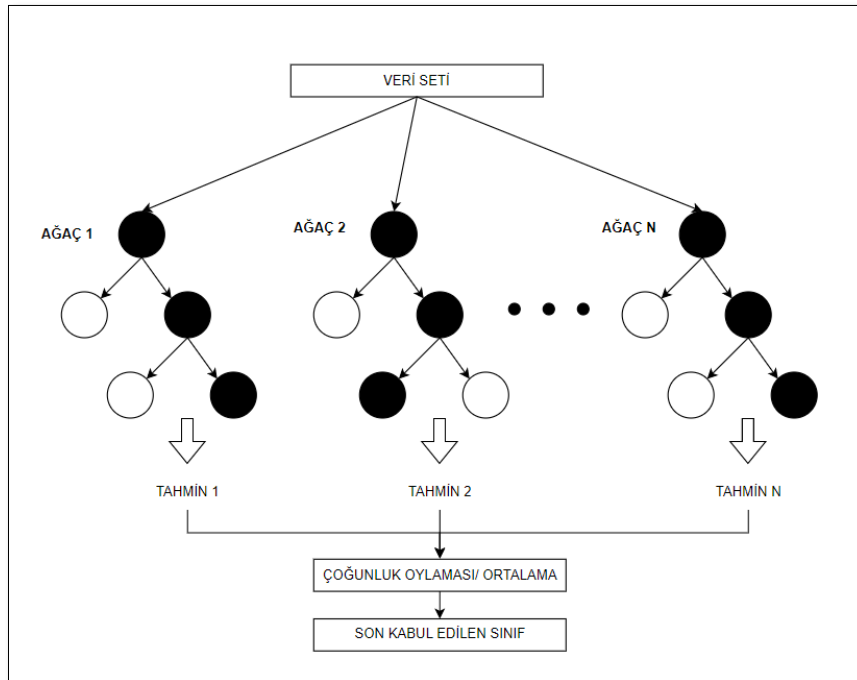 VERİ SETİ
AĞAÇ 1
AĞAÇ 2
AĞAÇ N
TAHMİN 1
TAHMİN 2
TAHMİN N
ÇOĞUNLUK OYLAMASI/ ORTALAMA
SON KABUL EDİLEN SINIF